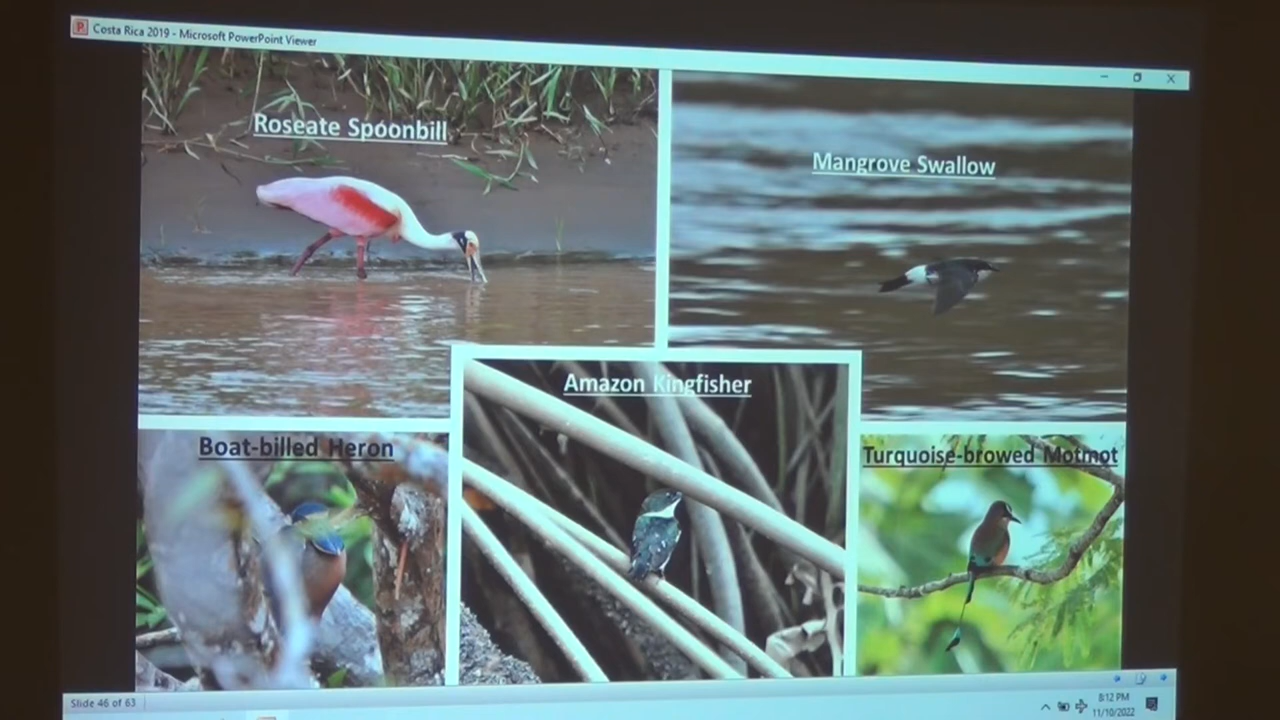 Costa Rica 2019 - Microsoft PowerPoint Viewer
Roseate Spoonbill
Mangrove Swallow
Amazon Kingfisher
Boat-billed Heron
Turquoise-browed Motmot
Slide 46 of 63
8:12 PM
11/10/2022